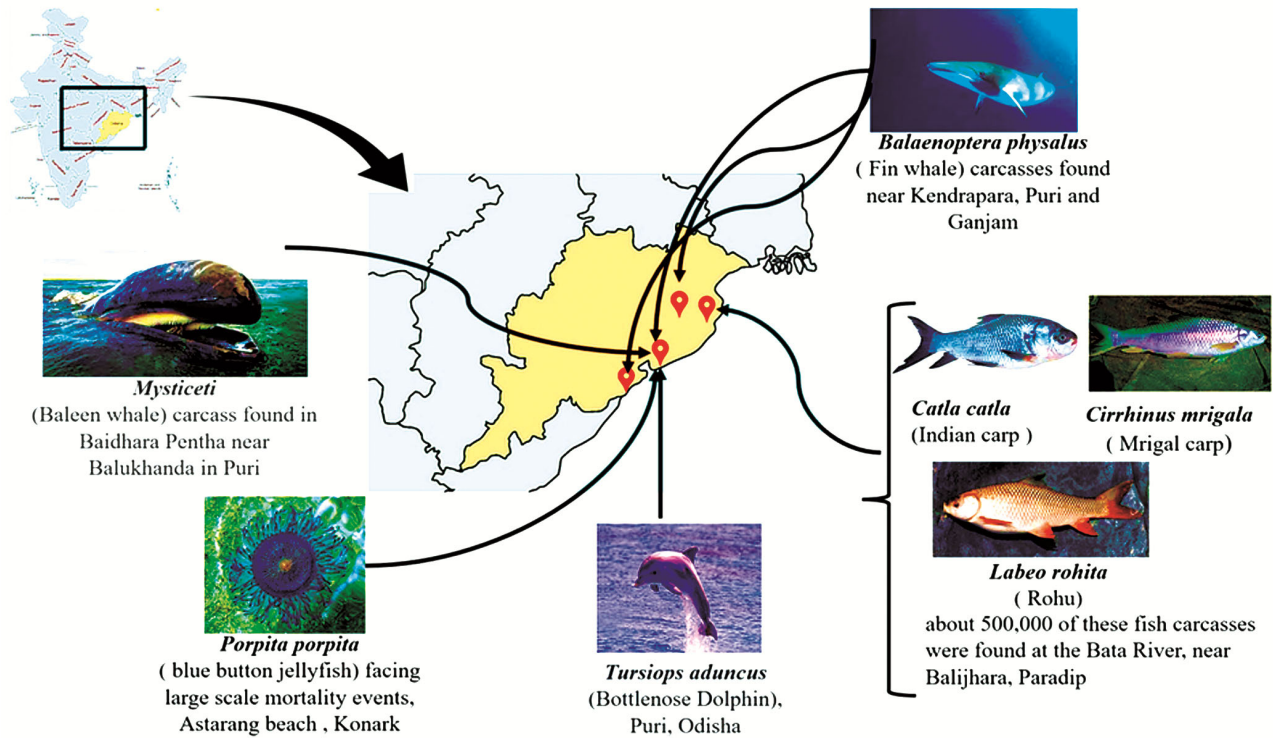 Balaenoptera physalus
( Fin whale) carcasses found
near Kendrapara, Puri and
Ganjam
Mysticeti
(Baleen whale) carcass found in
Baidhara Pentha near
Balukhanda in Puri
Catla catla
(Indian carp )
Cirrhinus mrigala
( Mrigal carp)
Labeo rohita
( Rohu)
about 500,000 of these fish carcasses
were found at the Bata River, near
Balijhara, Paradip
Porpita porpita
( blue button jellyfish) facing
large scale mortality events,
Astarang beach , Konark
Tursiops aduncus
(Bottlenose Dolphin),
Puri, Odisha